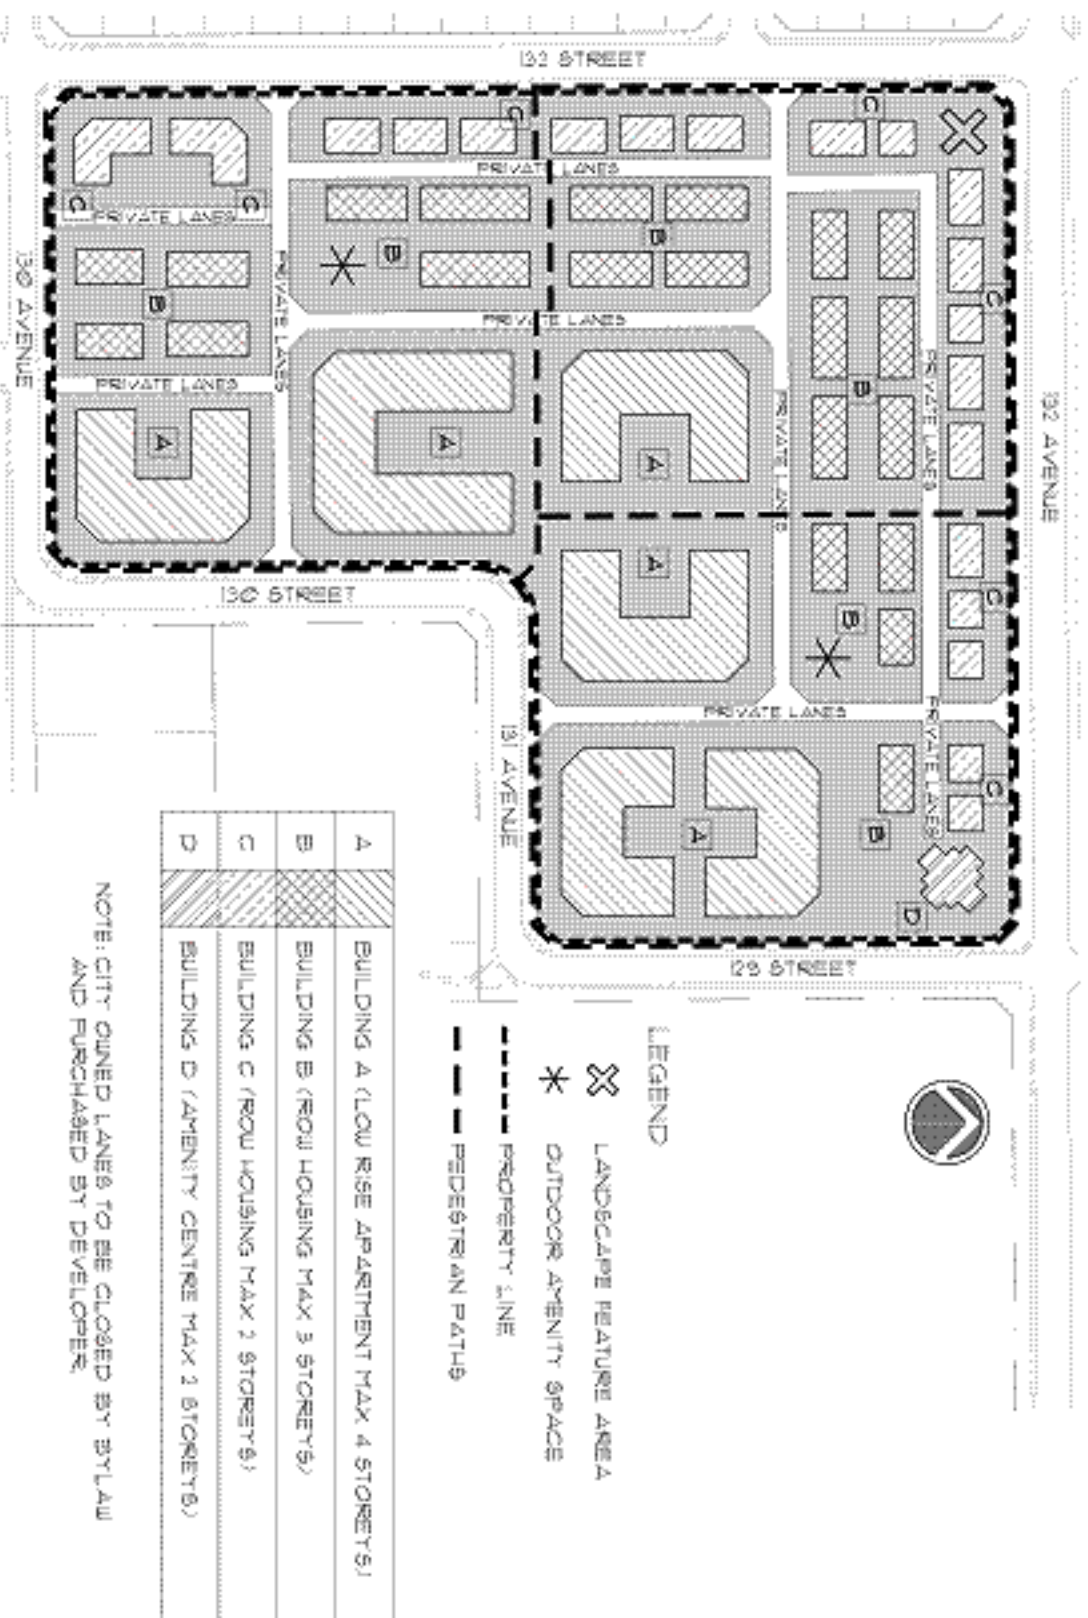 133 STREET
C
C
C
C
PRIVATE LANES
B
PRIVATE LANES
A
PRIVATE LANES
C
PRIVATE LANES
B
B
PRIVATE LANES
A
A
A
C
B
C
PRIVATE LANES
PRIVATE LANE
C
B
PRIVATE LANES
PRIVATE LANES
C
B
A
D
130 AVENUE
132 AVENUE
130 STREET
131 AVENUE
129 STREET
LEGEND
LANDSCAPE FEATURE AREA
OUTDOOR AMENITY SPACE
PROPERTY LINE
PEDESTRIAN PATHS
A BUILDING A (LOW RISE APARTMENT MAX 4 STOREYS)
B BUILDING B (ROW HOUSING MAX 3 STOREYS)
C BUILDING C (ROW HOUSING MAX 2 STOREYS)
D BUILDING D (AMENITY CENTRE MAX 2 STOREYS)
NOTE: CITY OWNED LANES TO BE CLOSED BY BYLAW
AND PURCHASED BY DEVELOPER.